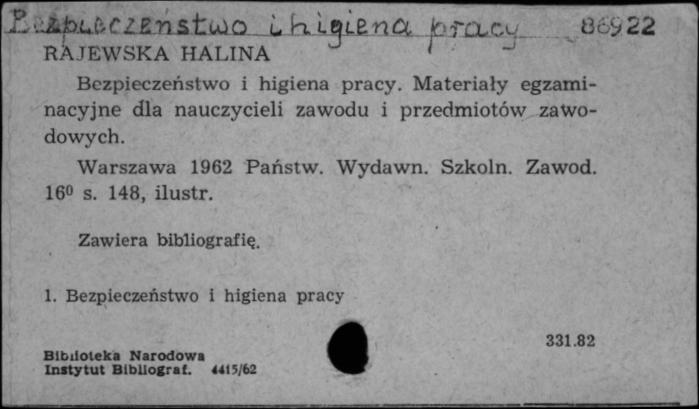 Bezpieczeństwo i higiena pracy 86922
RAJEWSKA HALINA
Bezpieczeństwo i higiena pracy. Materiały egzami-
nacyjne dla nauczycieli zawodu i przedmiotów zawo-
dowych.
Warszawa 1962 Państw. Wydawn. Szkoln. Zawod.
16⁰ s. 148, ilustr.
Zawiera bibliografię.
1. Bezpieczeństwo i higiena pracy
331.82
Biblioteka Narodowa
Instytut Bibliograf. 4415/62